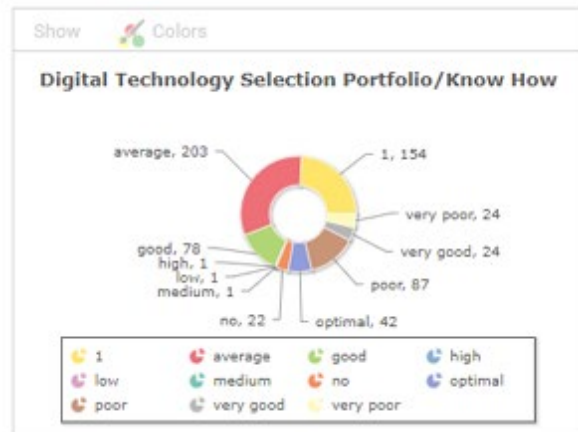 Show Colors
Digital Technology Selection Portfolio/Know How
average, 203
1, 154
very poor, 24
good, 78
very good, 24
high, 1
low, 1
poor, 87
medium, 1
no, 22
optimal, 42
1 average good high
low medium no optimal
poor very good very poor